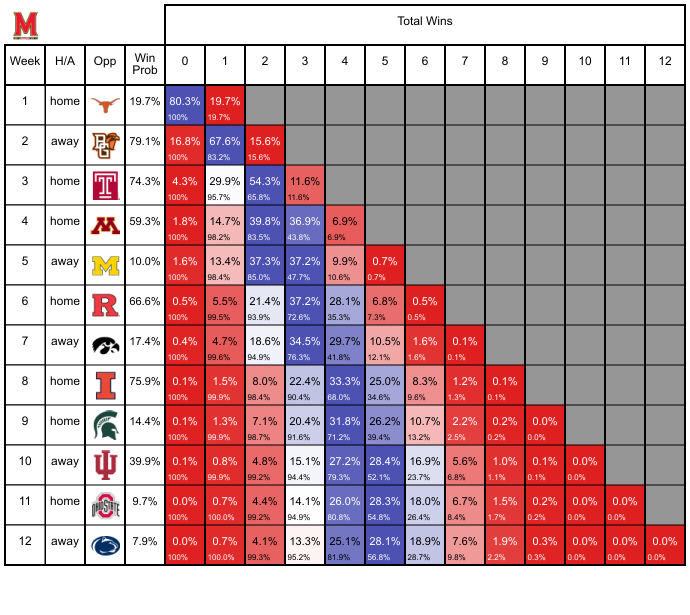 M
Total Wins
Week H/A Opp Win Prob 0 1 2 3 4 5 6 7 8 9 10 11 12
1 home 19.7% 80.3% 19.7%
100% 19.7%
2 away BG 79.1% 16.8% 67.6% 15.6%
100% 83.2% 15.6%
3 home T 74.3% 4.3% 29.9% 54.3% 11.6%
100% 95.7% 65.8% 11.6%
4 home M 59.3% 1.8% 14.7% 39.8% 36.9% 6.9%
100% 98.2% 83.5% 43.8% 6.9%
5 away M 10.0% 1.6% 13.4% 37.3% 37.2% 9.9% 0.7%
100% 98.4% 85.0% 47.7% 10.6% 0.7%
6 home R 66.6% 0.5% 5.5% 21.4% 37.2% 28.1% 6.8% 0.5%
100% 99.5% 93.9% 72.6% 35.3% 7.3% 0.5%
7 away 17.4% 0.4% 4.7% 18.6% 34.5% 29.7% 10.5% 1.6% 0.1%
100% 99.6% 94.9% 76.3% 41.8% 12.1% 1.6% 0.1%
8 home I 75.9% 0.1% 1.5% 8.0% 22.4% 33.3% 25.0% 8.3% 1.2% 0.1%
100% 99.9% 98.4% 90.4% 68.0% 34.6% 9.6% 1.3% 0.1%
9 home 14.4% 0.1% 1.3% 7.1% 20.4% 31.8% 26.2% 10.7% 2.2% 0.2% 0.0%
100% 99.9% 98.7% 91.6% 71.2% 39.4% 13.2% 2.5% 0.2% 0.0%
10 away IU 39.9% 0.1% 0.8% 4.8% 15.1% 27.2% 28.4% 16.9% 5.6% 1.0% 0.1% 0.0%
100% 99.9% 99.2% 94.4% 79.3% 52.1% 23.7% 6.8% 1.1% 0.1% 0.0%
11 home OHIO STATE 9.7% 0.0% 0.7% 4.4% 14.1% 26.0% 28.3% 18.0% 6.7% 1.5% 0.2% 0.0% 0.0%
100% 100.0% 99.2% 94.9% 80.8% 54.8% 26.4% 8.4% 1.7% 0.2% 0.0% 0.0%
12 away 7.9% 0.0% 0.7% 4.1% 13.3% 25.1% 28.1% 18.9% 7.6% 1.9% 0.3% 0.0% 0.0% 0.0%
100% 100.0% 99.3% 95.2% 81.9% 56.8% 28.7% 9.8% 2.2% 0.3% 0.0% 0.0% 0.0%